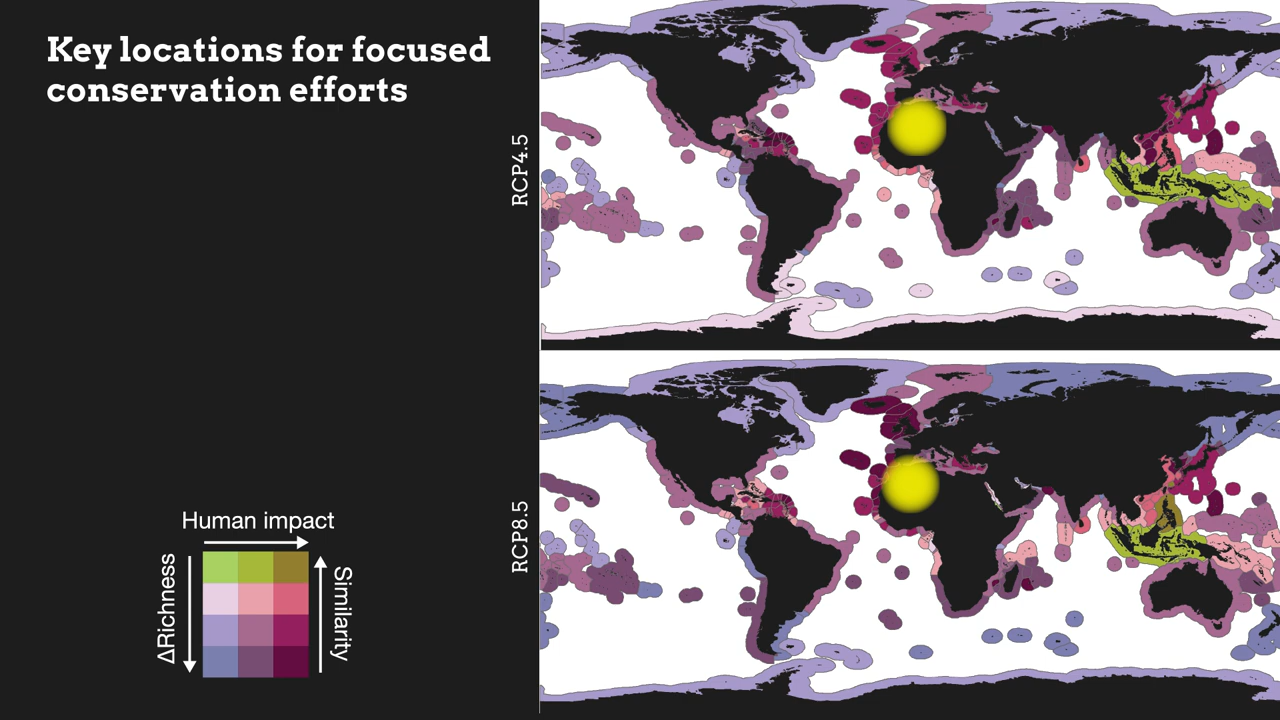 Key locations for focused
conservation efforts
RCP4.5
RCP8.5
Human impact
ΔRichness
Similarity